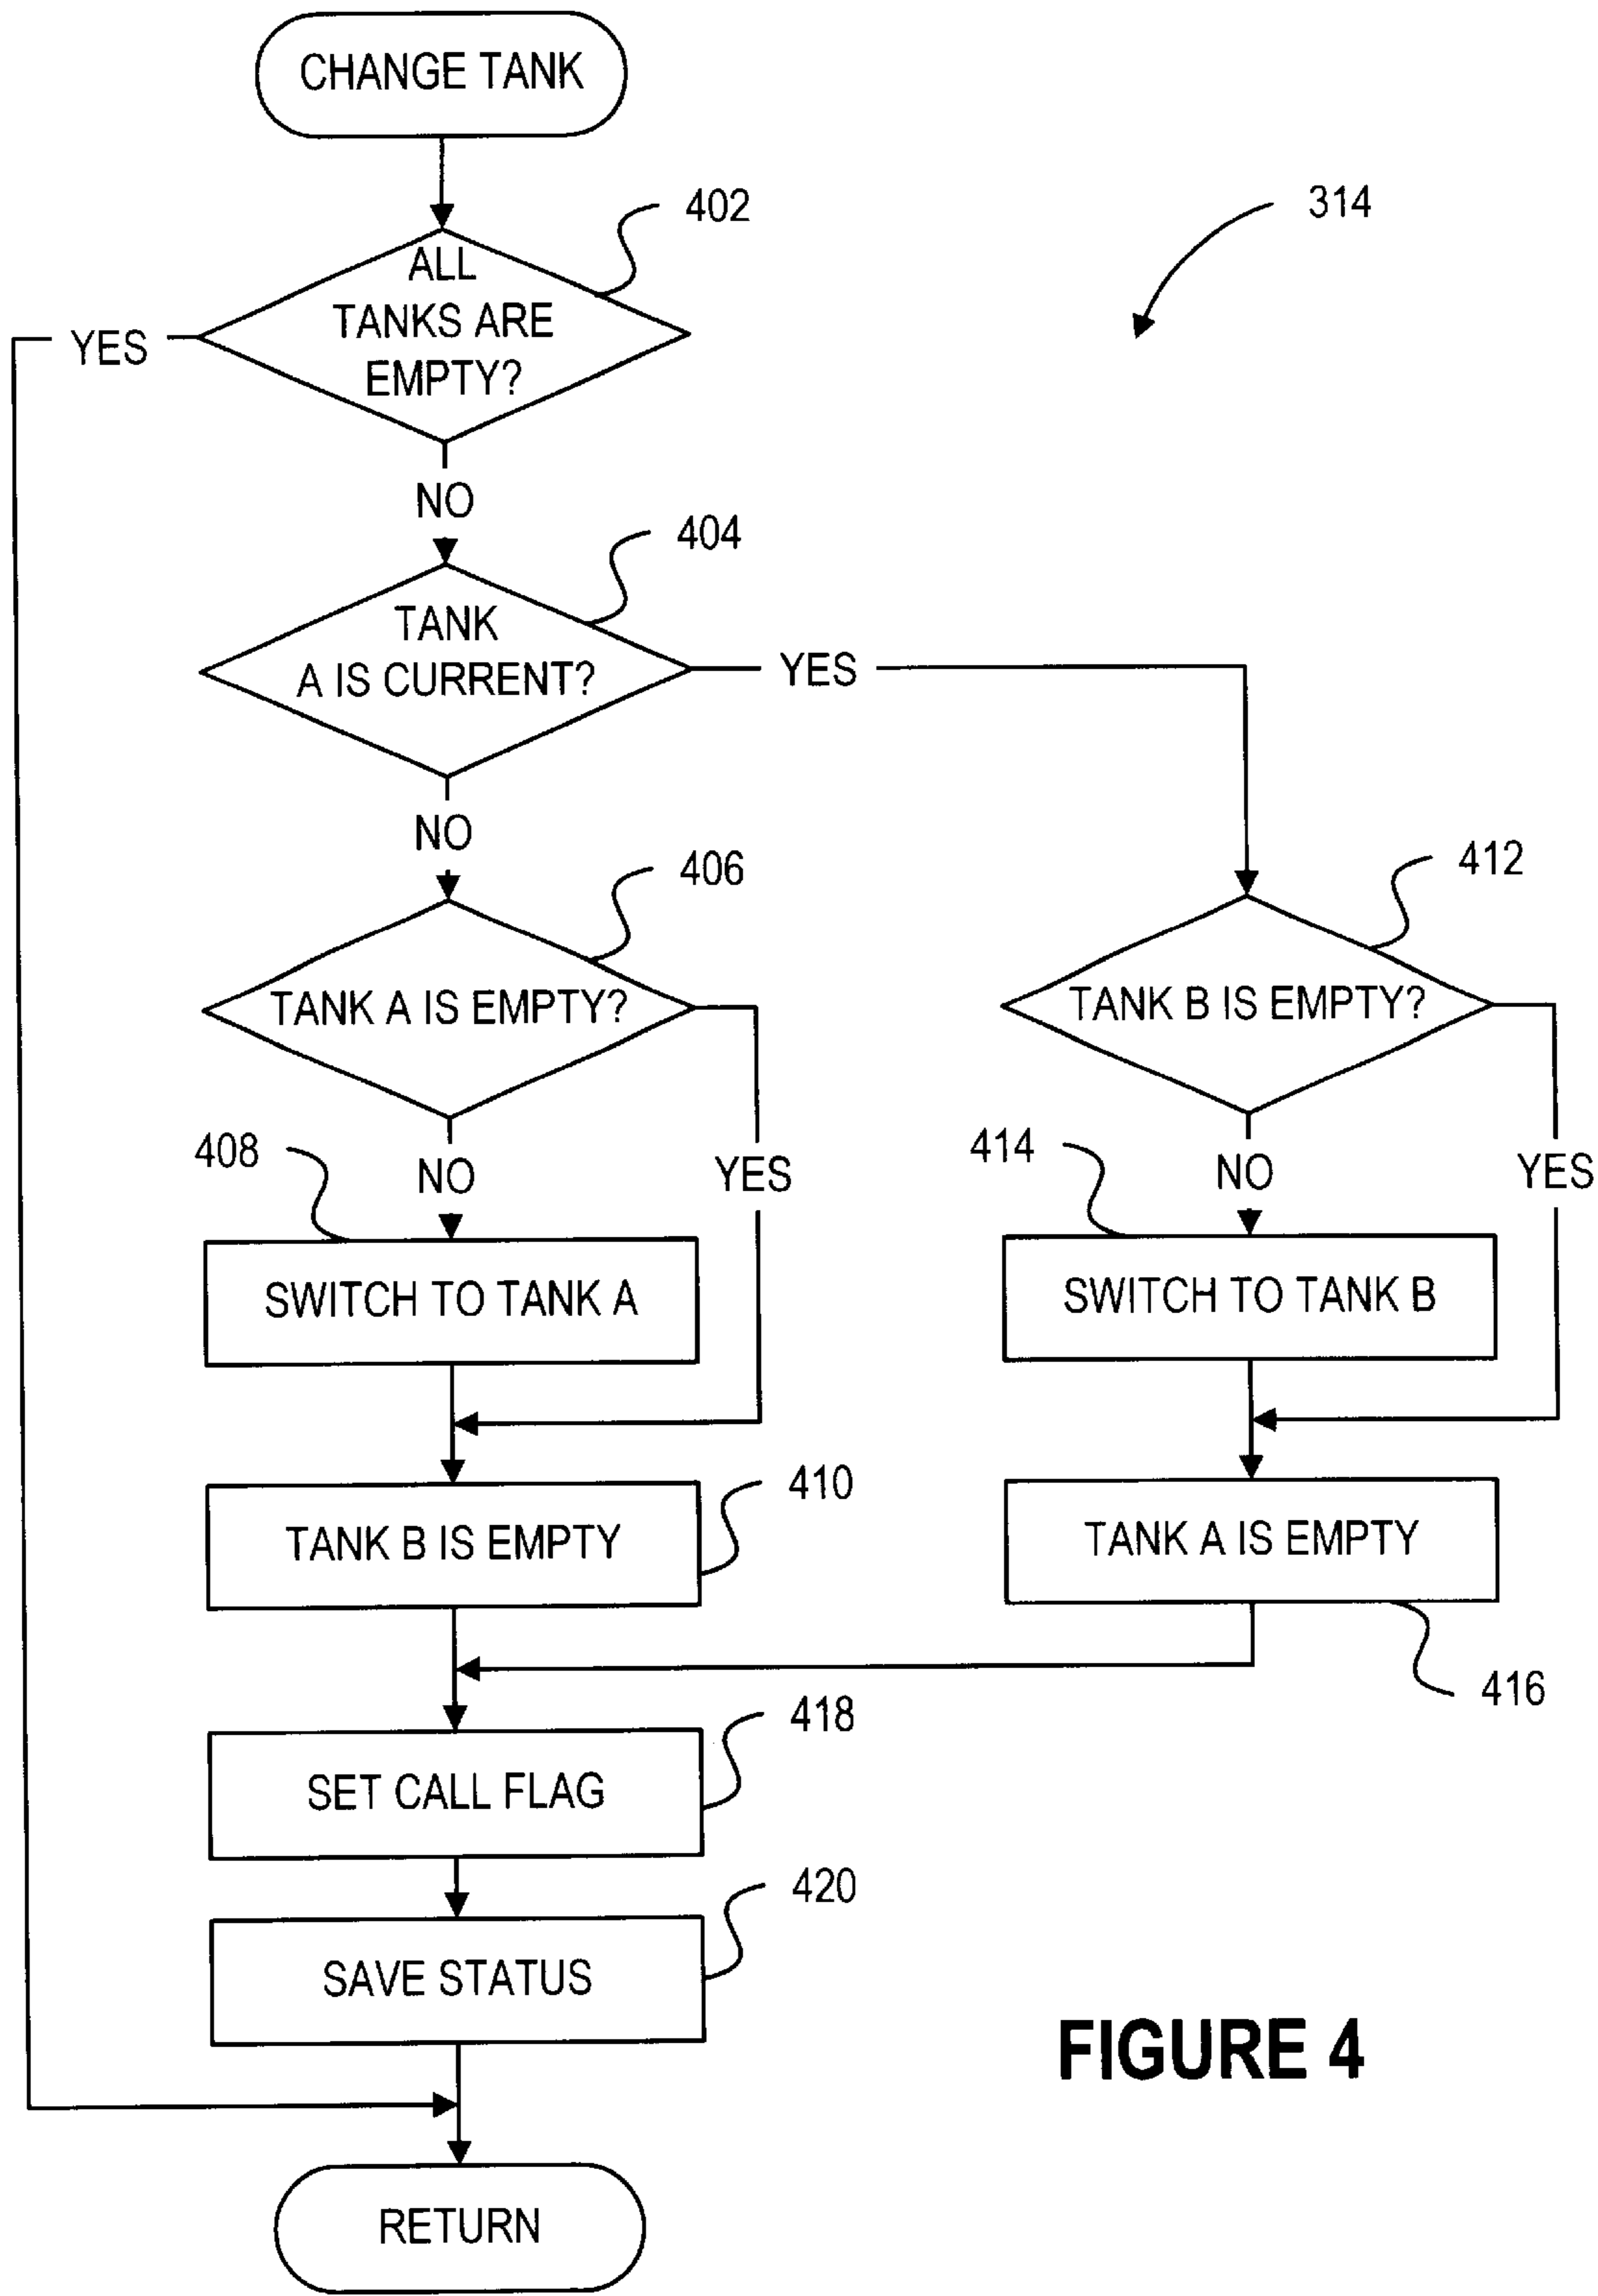 CHANGE TANK
402
314
ALL
TANKS ARE
EMPTY?
YES
NO
404
TANK
A IS CURRENT?
YES
NO
406
412
TANK A IS EMPTY?
TANK B IS EMPTY?
408
NO
YES
414
NO
YES
SWITCH TO TANK A
SWITCH TO TANK B
410
TANK B IS EMPTY
TANK A IS EMPTY
416
418
SET CALL FLAG
420
SAVE STATUS
FIGURE 4
RETURN